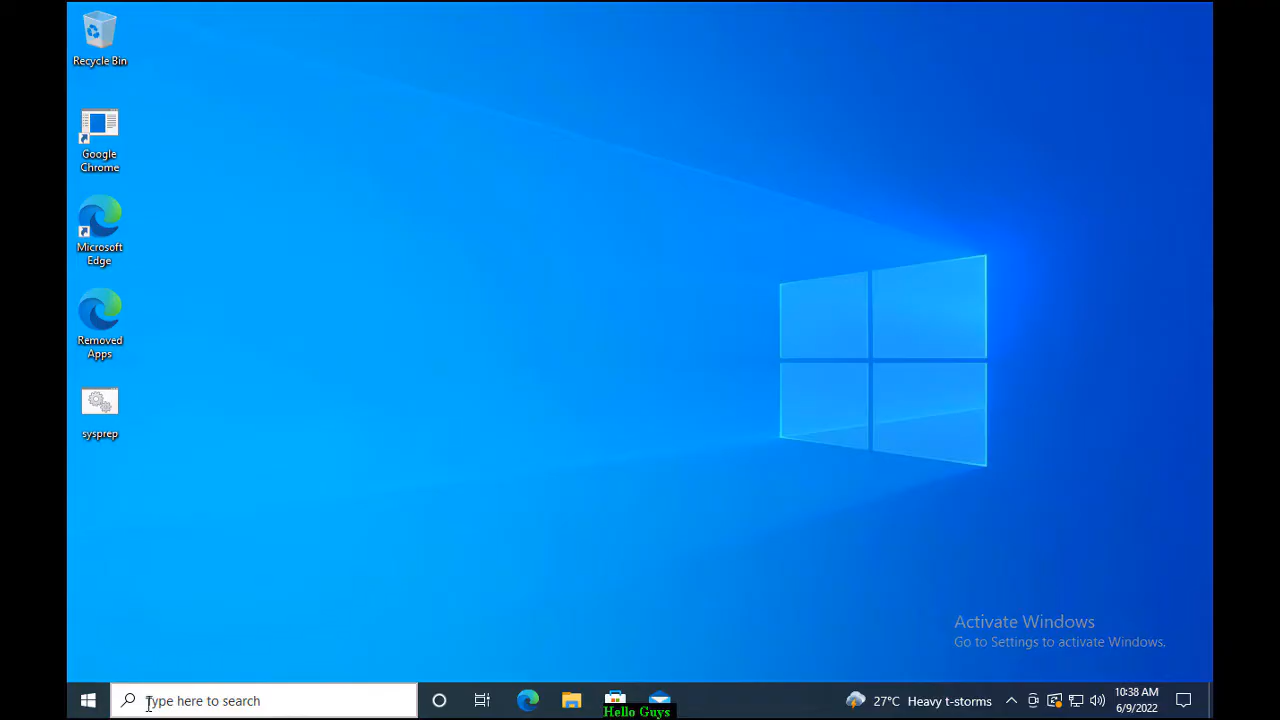 Recycle Bin
Google
Chrome
Microsoft
Edge
Removed
Apps
sysprep
Activate Windows
Go to Settings to activate Windows.
Type here to search
27°C Heavy t-storms
10:38 AM
6/9/2022
Hello Guys